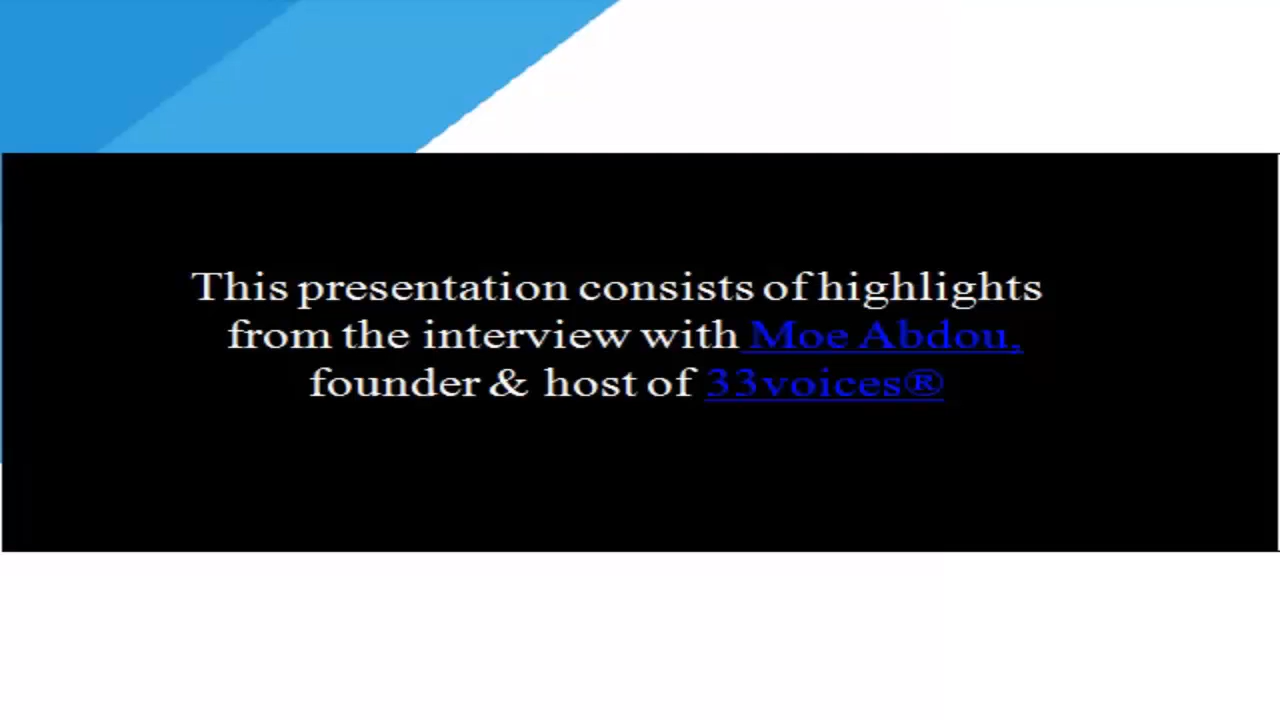 This presentation consists of highlights
from the interview with Moe Abdou,
founder & host of 33voices®